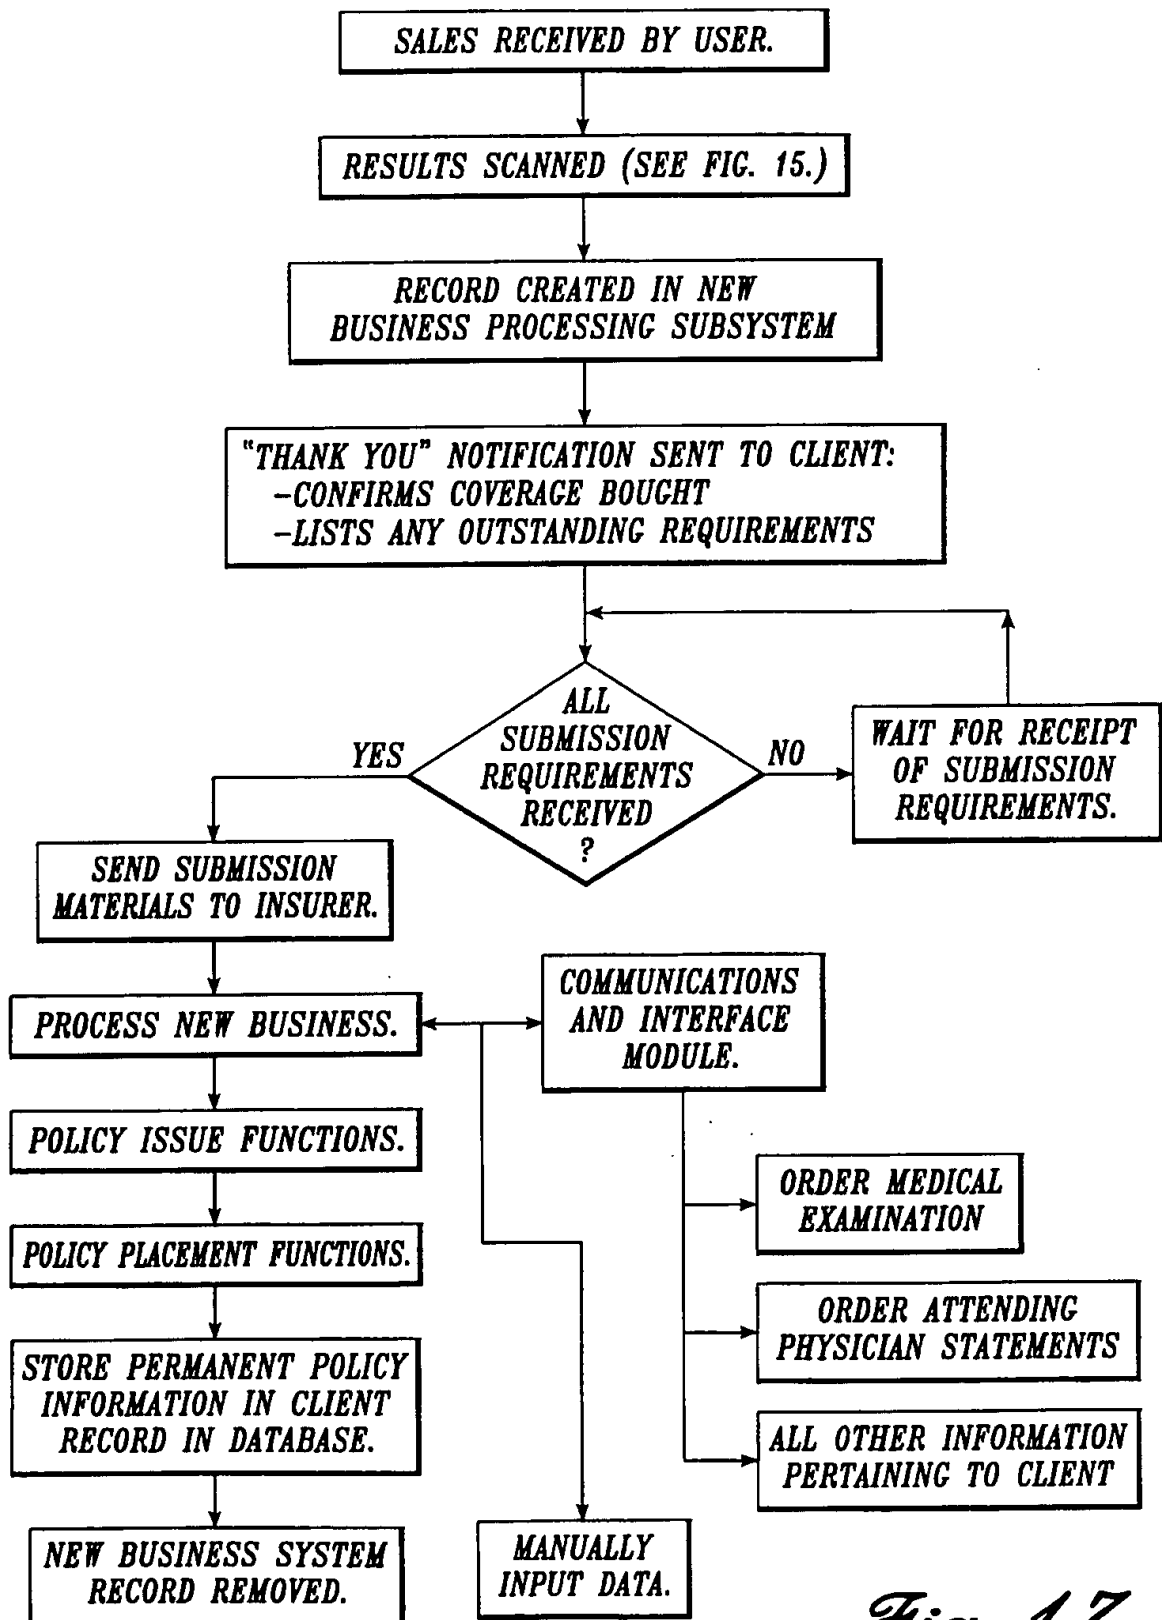 SALES RECEIVED BY USER.
RESULTS SCANNED (SEE FIG. 15.)
RECORD CREATED IN NEW
BUSINESS PROCESSING SUBSYSTEM
"THANK YOU" NOTIFICATION SENT TO CLIENT:
-CONFIRMS COVERAGE BOUGHT
-LISTS ANY OUTSTANDING REQUIREMENTS
ALL
SUBMISSION
REQUIREMENTS
RECEIVED
?
YES
NO
WAIT FOR RECEIPT
OF SUBMISSION
REQUIREMENTS.
SEND SUBMISSION
MATERIALS TO INSURER.
PROCESS NEW BUSINESS.
COMMUNICATIONS
AND INTERFACE
MODULE.
POLICY ISSUE FUNCTIONS.
ORDER MEDICAL
EXAMINATION
POLICY PLACEMENT FUNCTIONS.
ORDER ATTENDING
PHYSICIAN STATEMENTS
STORE PERMANENT POLICY
INFORMATION IN CLIENT
RECORD IN DATABASE.
ALL OTHER INFORMATION
PERTAINING TO CLIENT
NEW BUSINESS SYSTEM
RECORD REMOVED.
MANUALLY
INPUT DATA.
Fig. 17